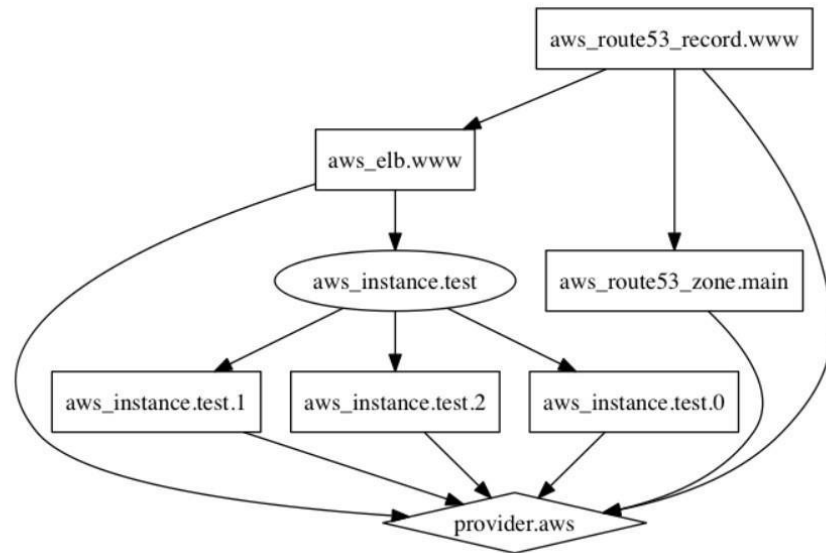 aws_route53_record.www
aws_elb.www
aws_instance.test
aws_route53_zone.main
aws_instance.test.1
aws_instance.test.2
aws_instance.test.0
provider.aws